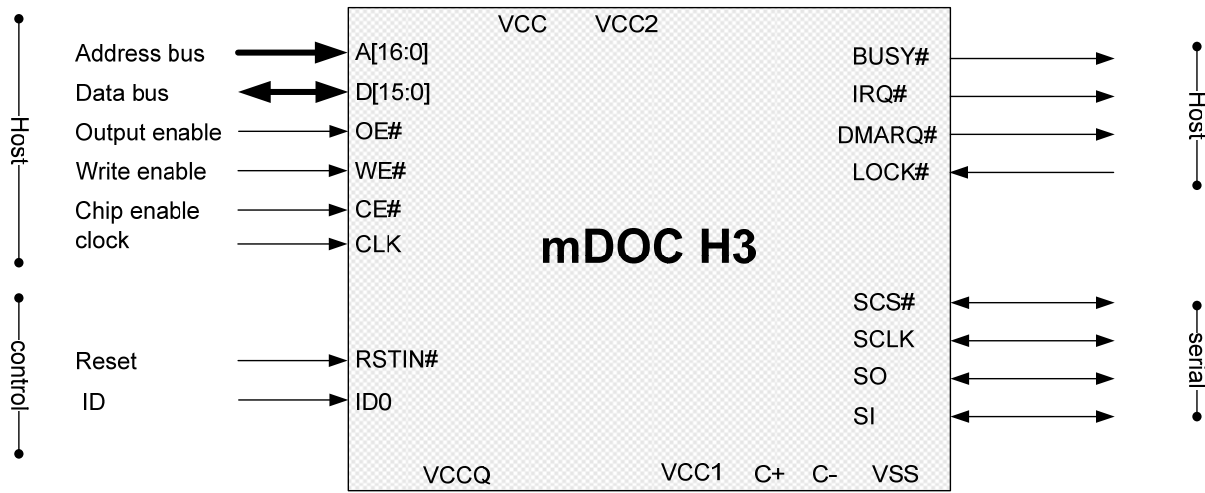 VCC VCC2
Host
Address bus A[16:0]
Data bus D[15:0]
Output enable OE#
Write enable WE#
Chip enable CE#
clock CLK
control
Reset RSTIN#
ID ID0
mDOC H3
BUSY#
IRQ#
DMARQ#
LOCK#
Host
SCS#
SCLK
SO
SI
serial
VCCQ VCC1 C+ C- VSS